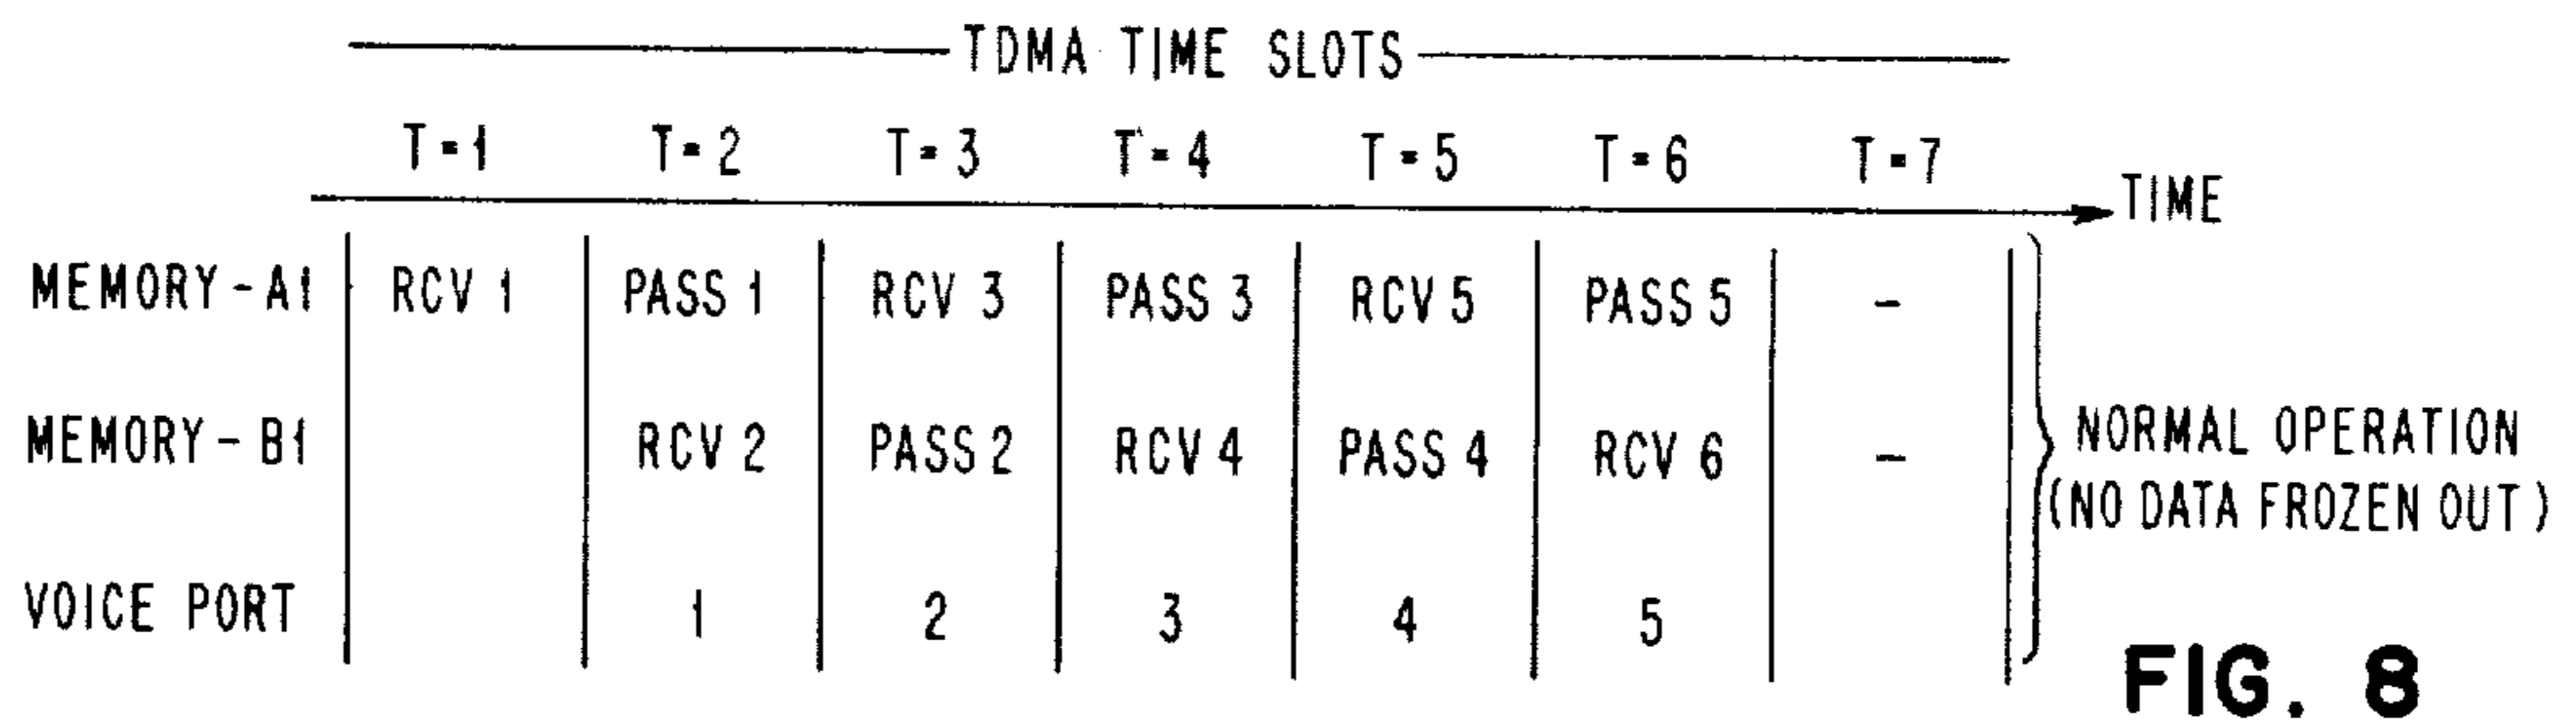 TDMA TIME SLOTS
T=1 T=2 T=3 T=4 T=5 T=6 T=7
TIME
MEMORY-A1 RCV 1 PASS 1 RCV 3 PASS 3 RCV 5 PASS 5 -
MEMORY-B1 RCV 2 PASS 2 RCV 4 PASS 4 RCV 6 -
NORMAL OPERATION
(NO DATA FROZEN OUT)
VOICE PORT 1 2 3 4 5
FIG. 8